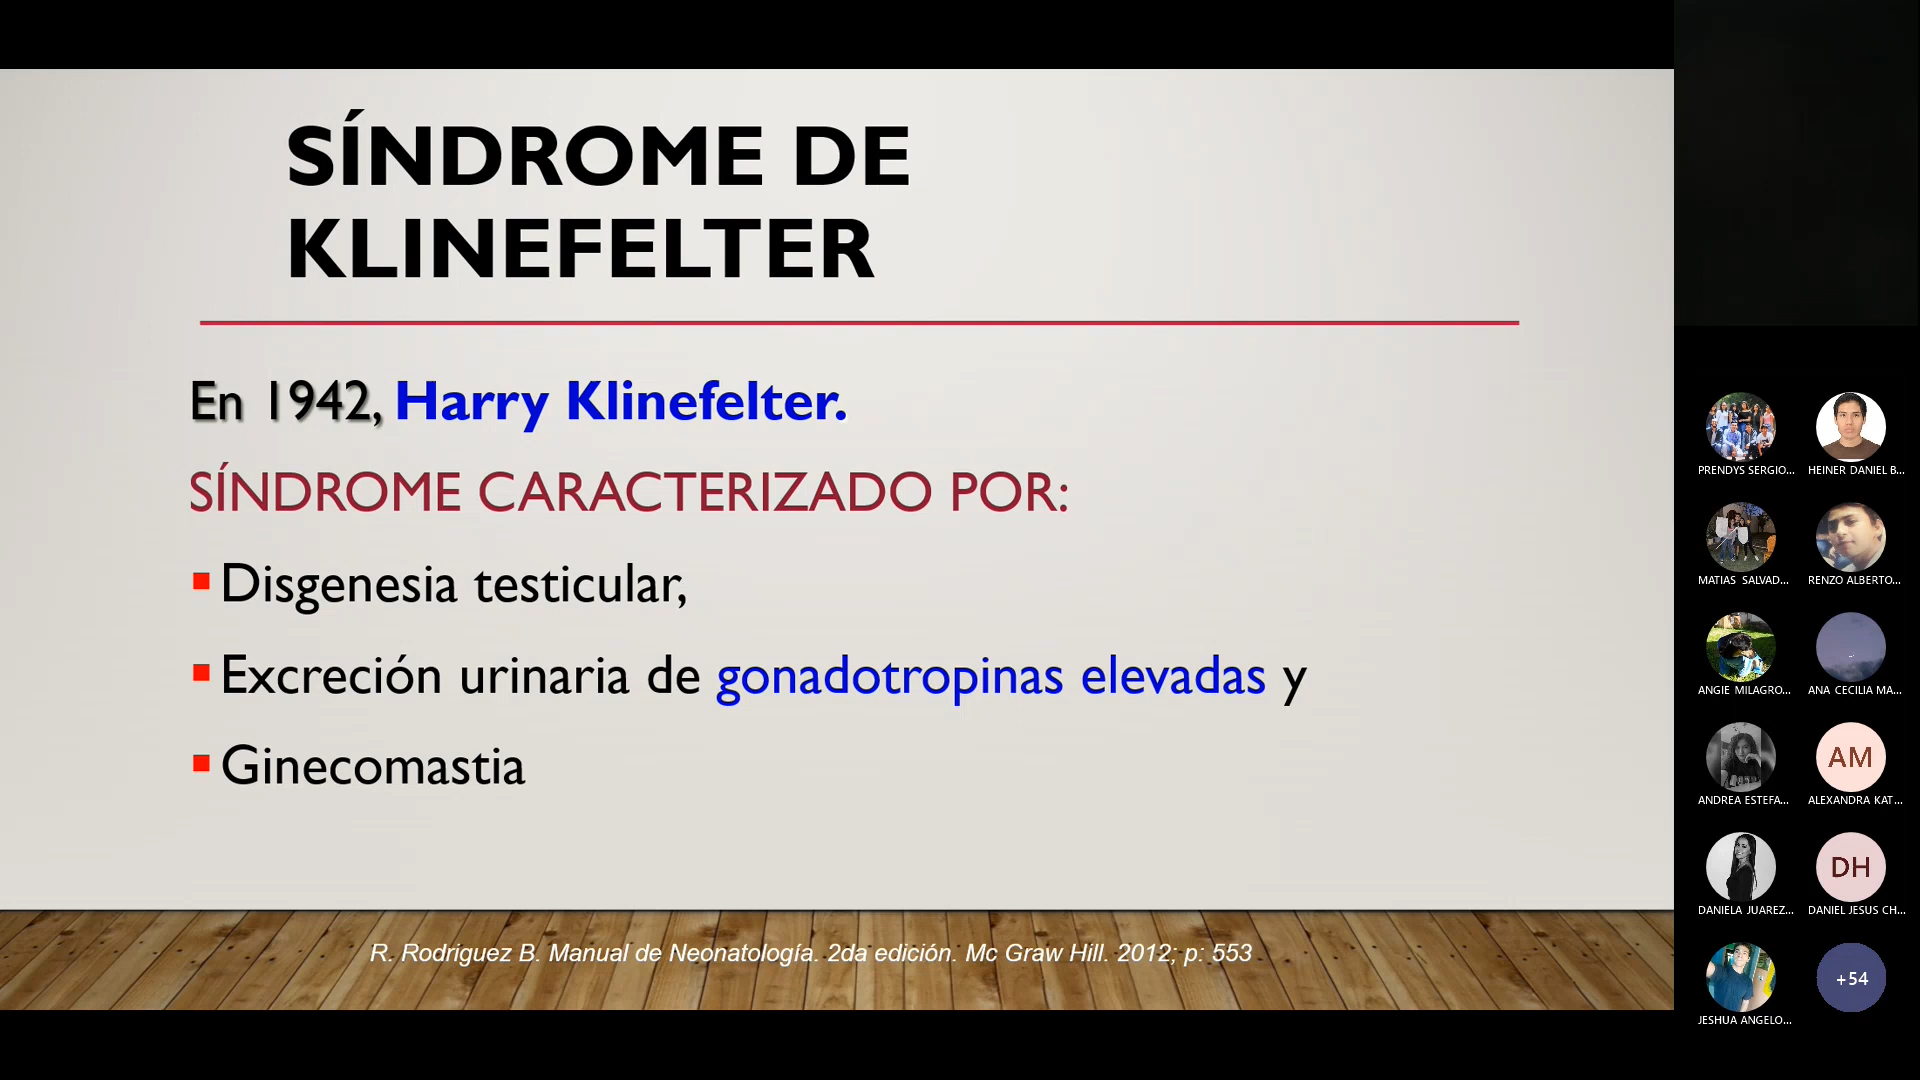 SÍNDROME DE
KLINEFELTER
En 1942, Harry Klinefelter.
SÍNDROME CARACTERIZADO POR:
Disgenesia testicular,
Excreción urinaria de gonadotropinas elevadas y
Ginecomastia
R. Rodriguez B. Manual de Neonatología. 2da edición. Mc Graw Hill. 2012; p: 553
PRENDYS SERGIO...
HEINER DANIEL B...
MATIAS SALVAD...
RENZO ALBERTO...
ANGIE MILAGRO...
ANA CECILIA MA...
ANDREA ESTEFA...
AM
ALEXANDRA KAT...
DANIELA JUAREZ...
DH
DANIEL JESUS CH...
JESHUA ANGELO...
+54